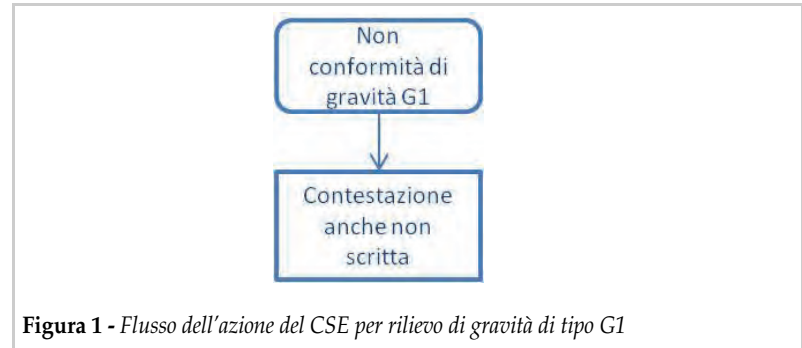 Non
conformità di
gravità G1
Contestazione
anche non
scritta
Figura 1 - Flusso dell'azione del CSE per rilievo di gravità di tipo G1